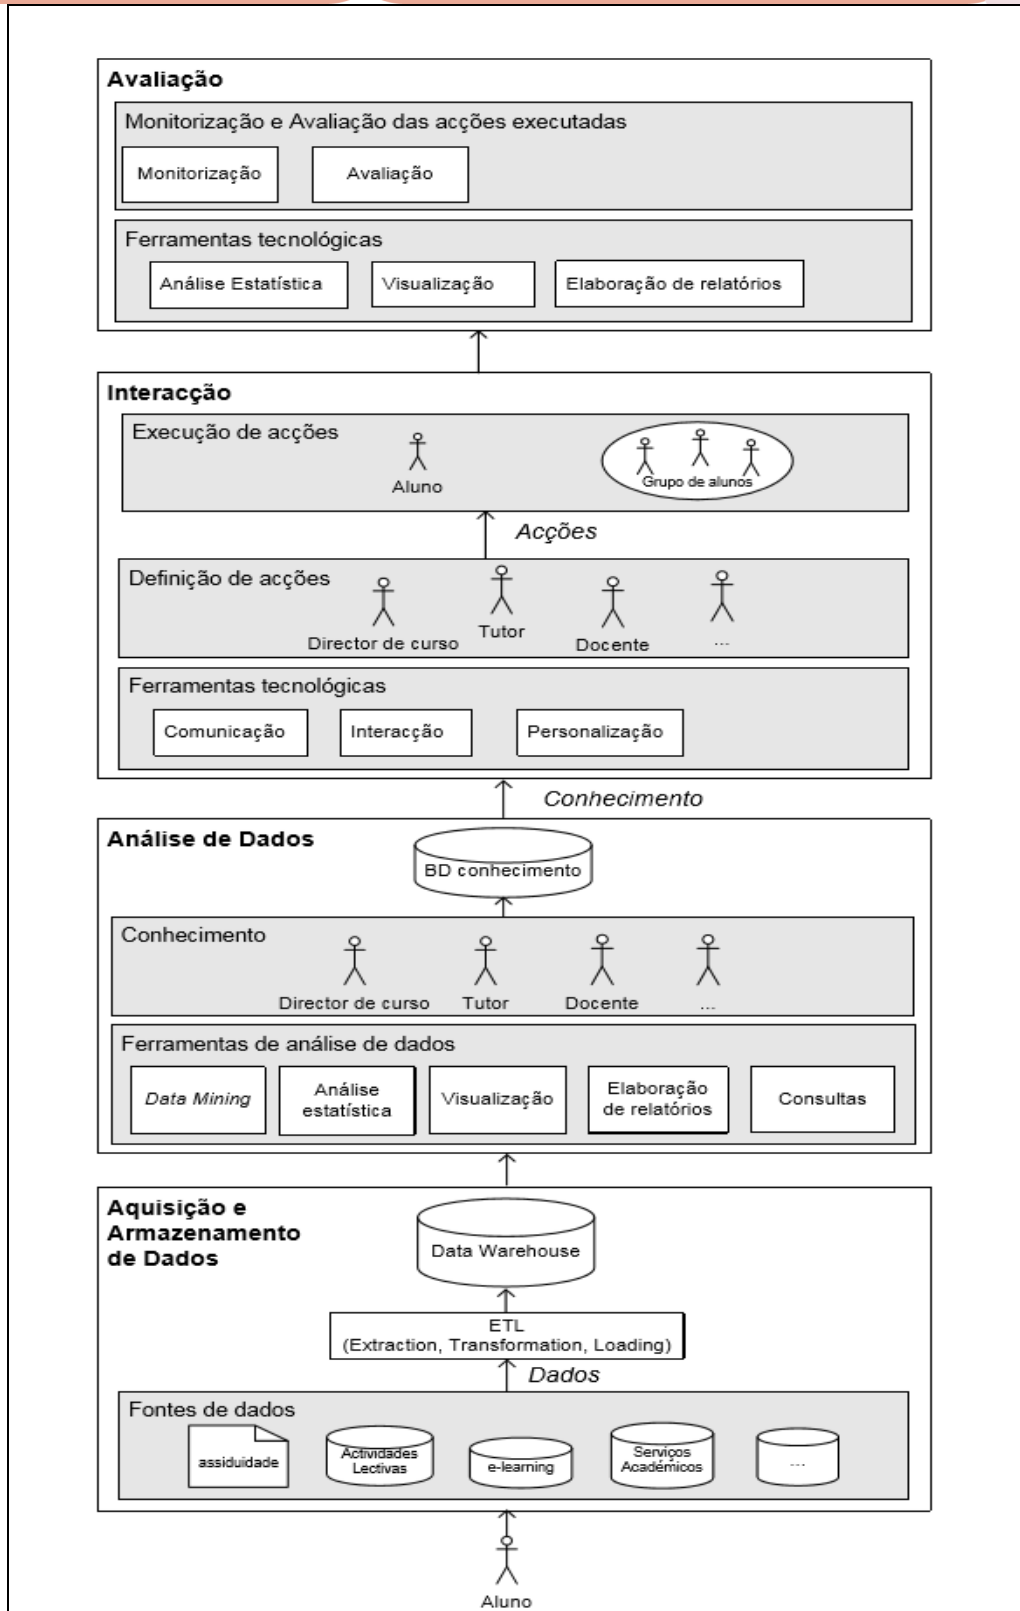 Avaliação
Monitorização e Avaliação das acções executadas
Monitorização
Avaliação
Ferramentas tecnológicas
Análise Estatística
Visualização
Elaboração de relatórios
Interacção
Execução de acções
Aluno
Grupo de alunos
Acções
Definição de acções
Director de curso
Tutor
Docente
...
Ferramentas tecnológicas
Comunicação
Interacção
Personalização
Conhecimento
Análise de Dados
BD conhecimento
Conhecimento
Director de curso
Tutor
Docente
...
Ferramentas de análise de dados
Data Mining
Análise
estatística
Visualização
Elaboração
de relatórios
Consultas
Aquisição e
Armazenamento
de Dados
Data Warehouse
ETL
(Extraction, Transformation, Loading)
Dados
Fontes de dados
assiduidade
Actividades
Lectivas
e-learning
Serviços
Académicos
...
Aluno